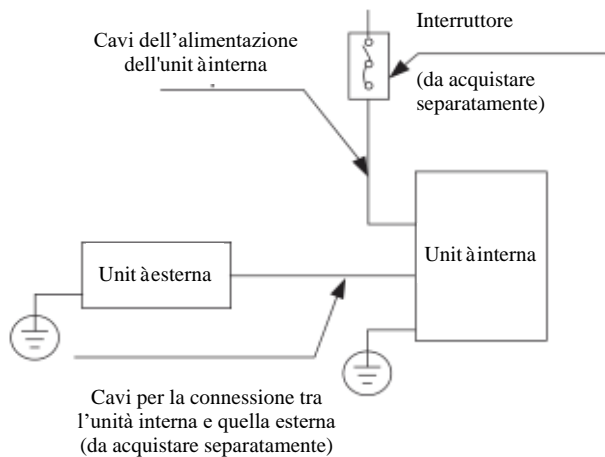 Cavi dell’alimentazione
dell'unit àinterna
Interruttore
(da acquistare
separatamente)
Unit àesterna
Unit àinterna
Cavi per la connessione tra
l’unità interna e quella esterna
(da acquistare separatamente)